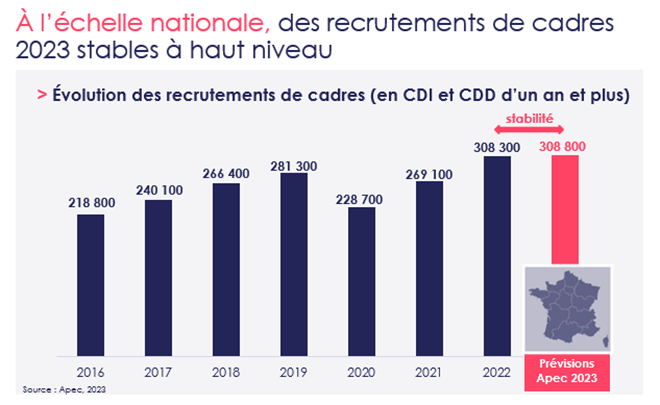 À l’échelle nationale, des recrutements de cadres
2023 stables à haut niveau
> Évolution des recrutements de cadres (en CDI et CDD d’un an et plus)
stabilité
218 800
240 100
266 400
281 300
228 700
269 100
308 300
308 800
2016
2017
2018
2019
2020
2021
2022
Prévisions
Apec 2023
Source : Apec, 2023